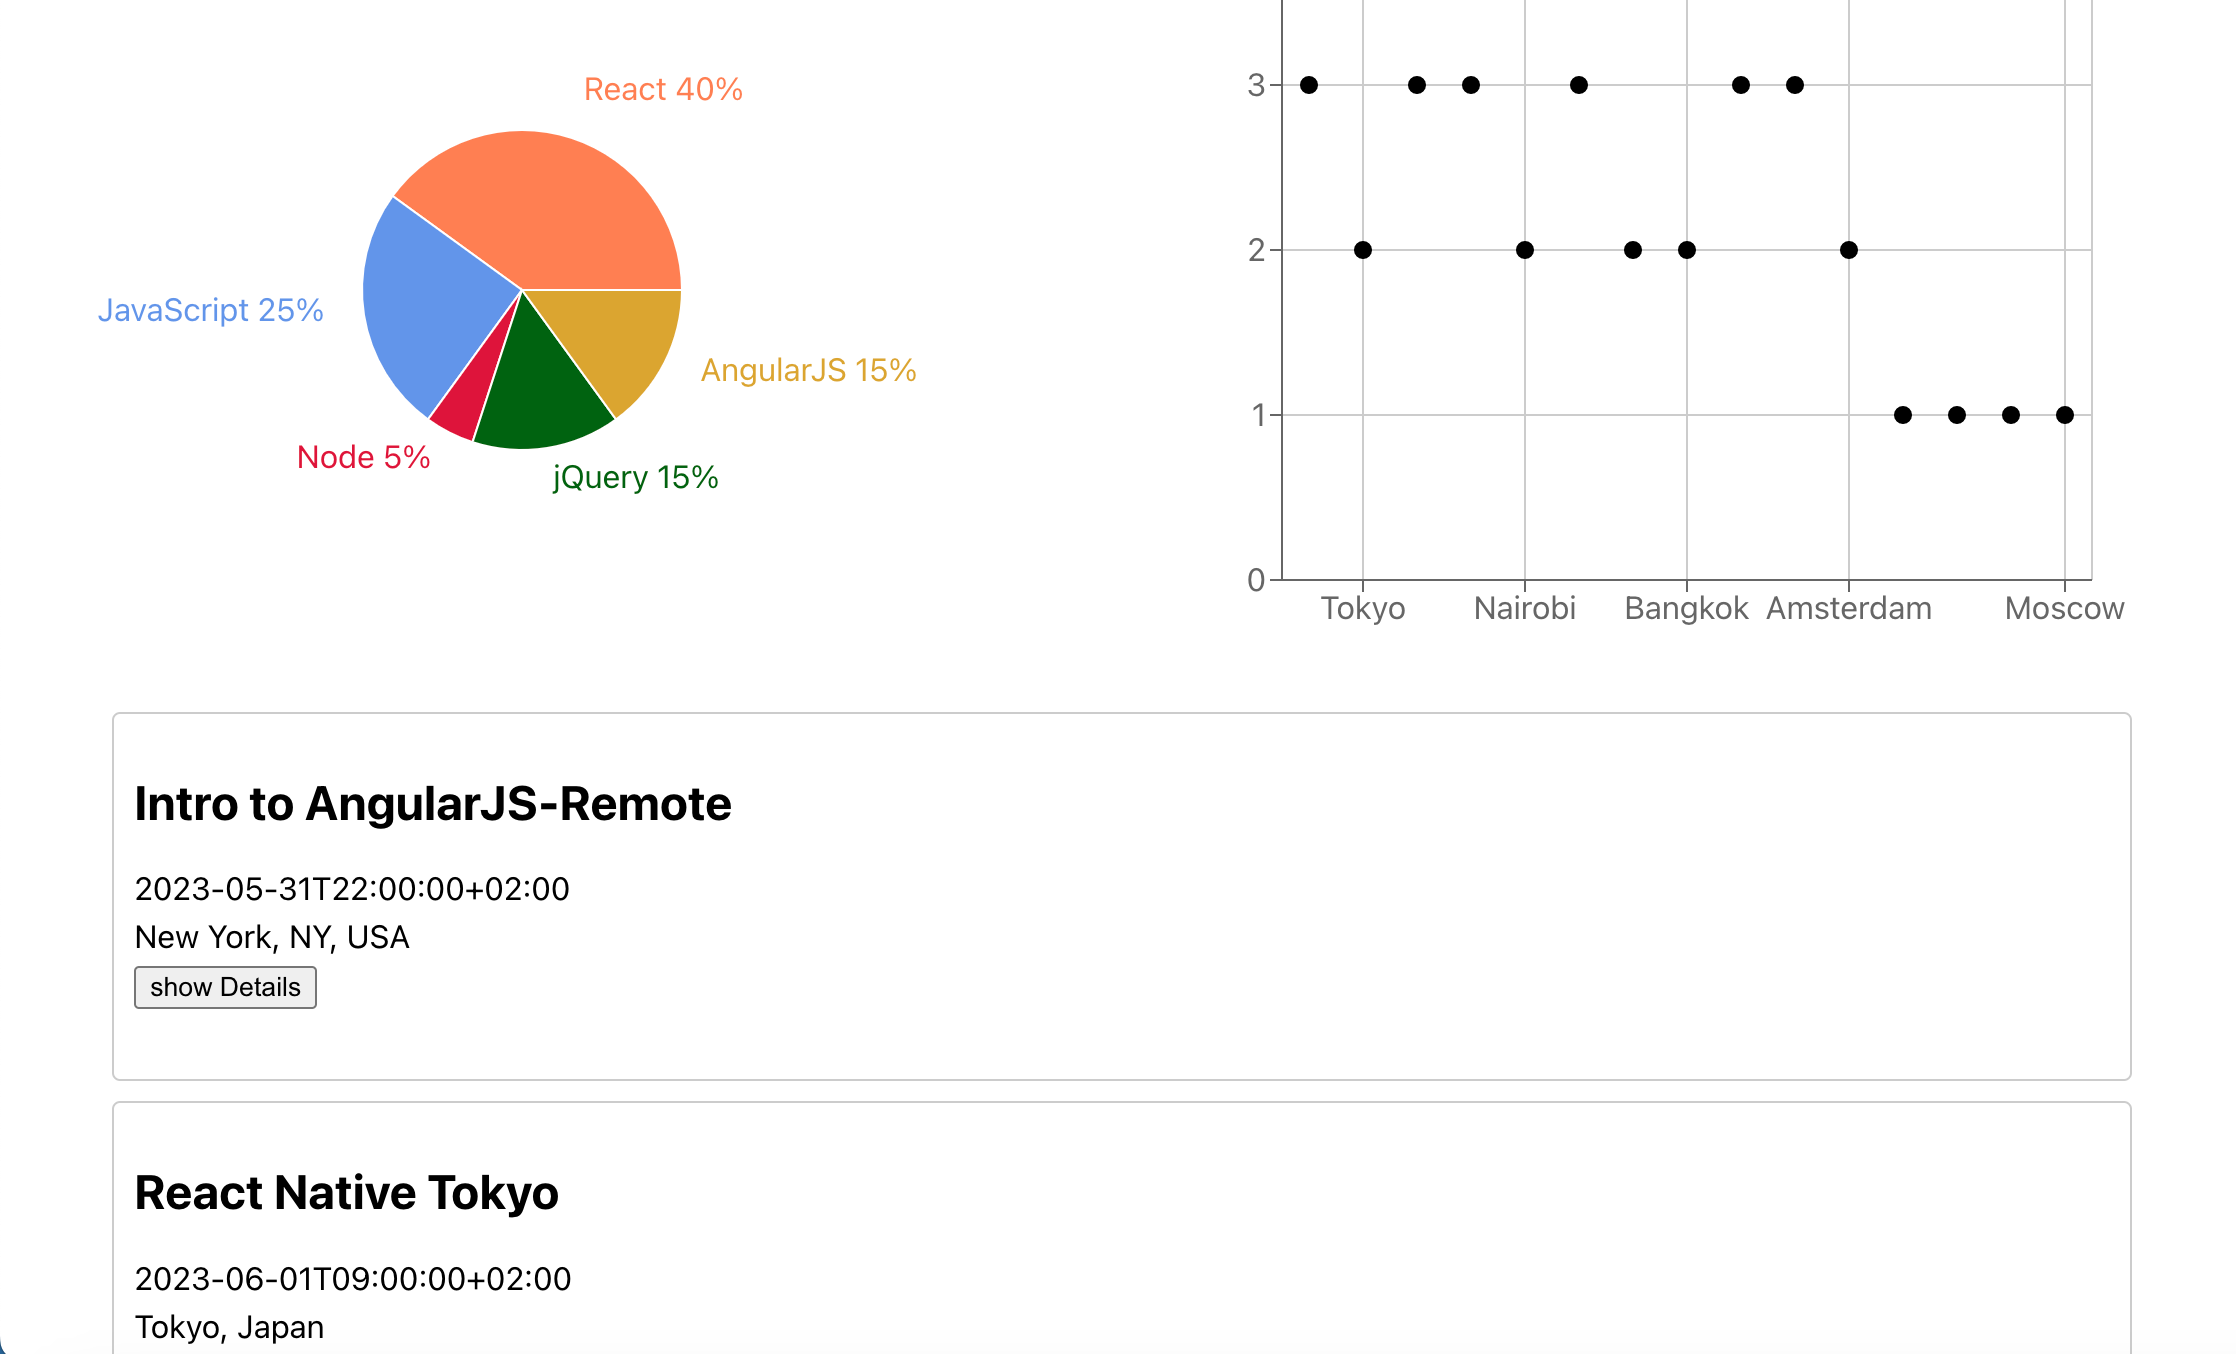 React 40%
JavaScript 25%
AngularJS 15%
Node 5%
jQuery 15%
3
2
1
0
Tokyo Nairobi Bangkok Amsterdam Moscow
Intro to AngularJS-Remote
2023-05-31T22:00:00+02:00
New York, NY, USA
show Details
React Native Tokyo
2023-06-01T09:00:00+02:00
Tokyo, Japan